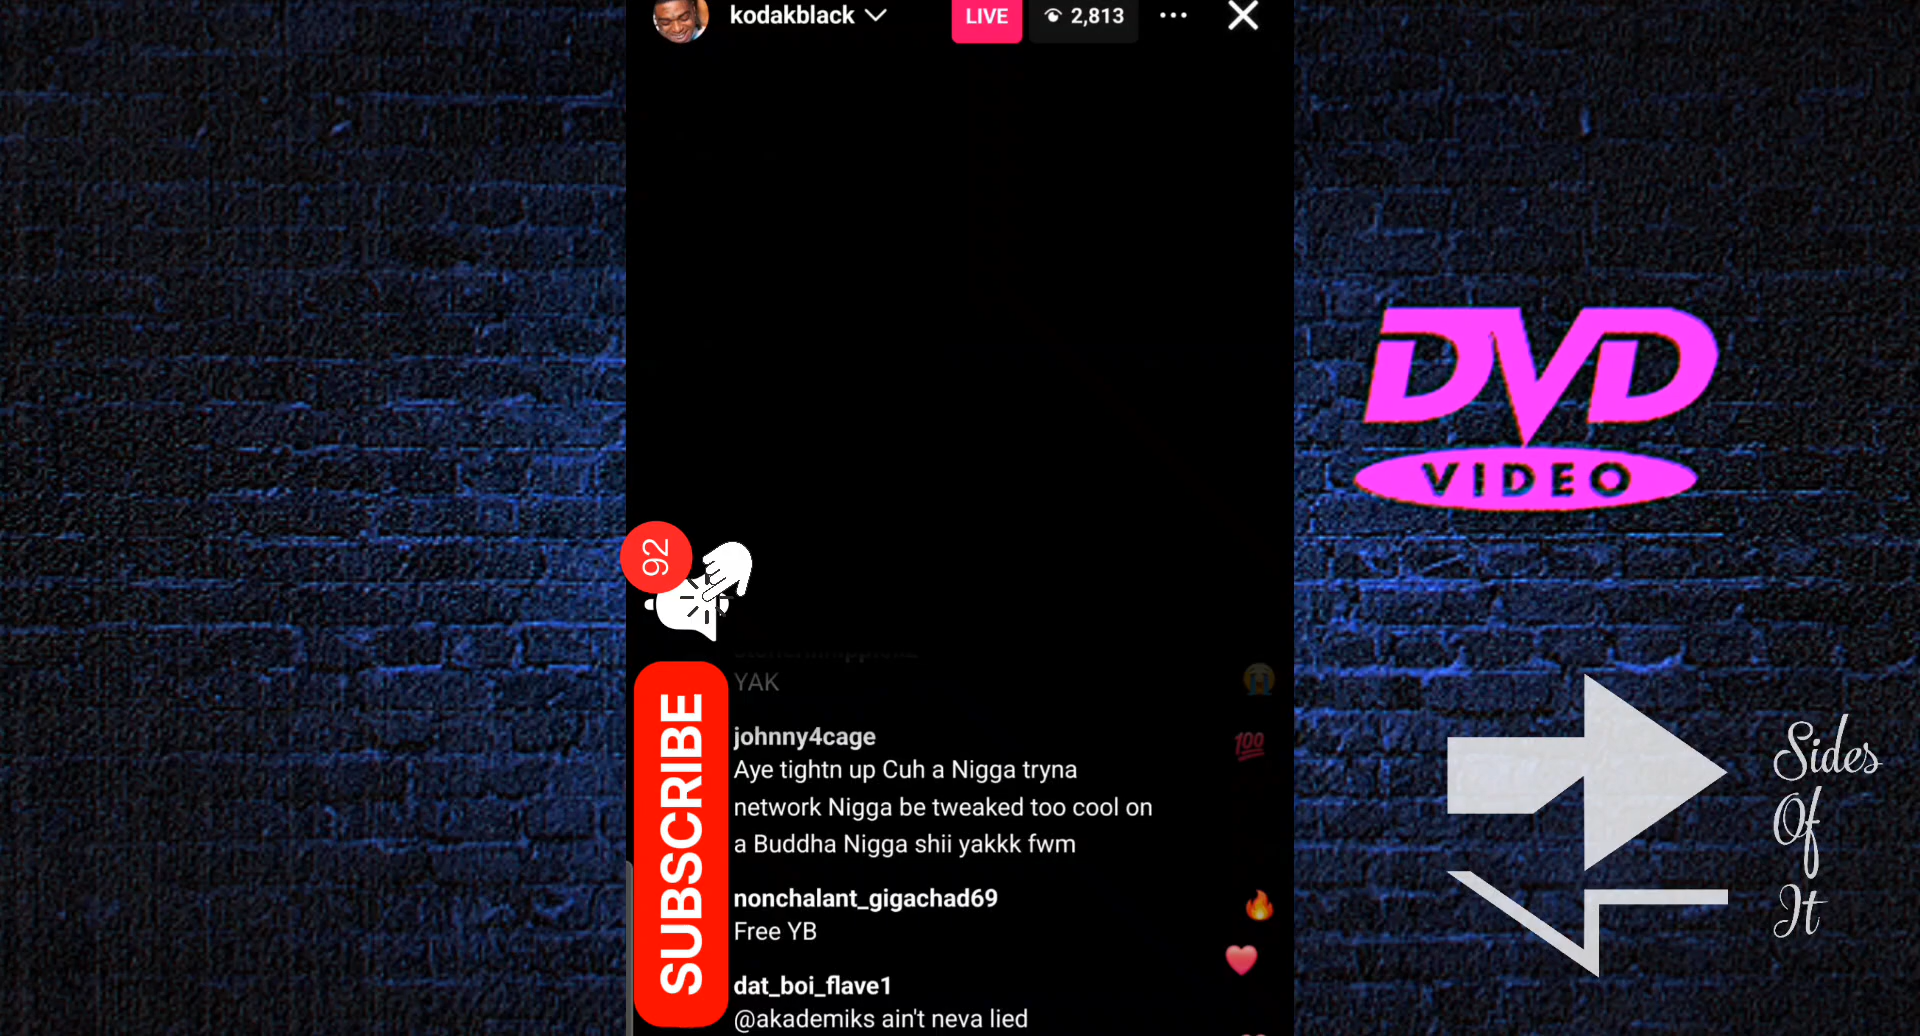 kodakblack
LIVE
2,813
DVD
VIDEO
92
SUBSCRIBE
YAK
johnny4cage
Aye tightn up Cuh a Nigga tryna
network Nigga be tweaked too cool on
a Buddha Nigga shii yakkk fwm
nonchalant_gigachad69
Free YB
dat_boi_flave1
@akademiks ain't neva lied
Sides
Of
It